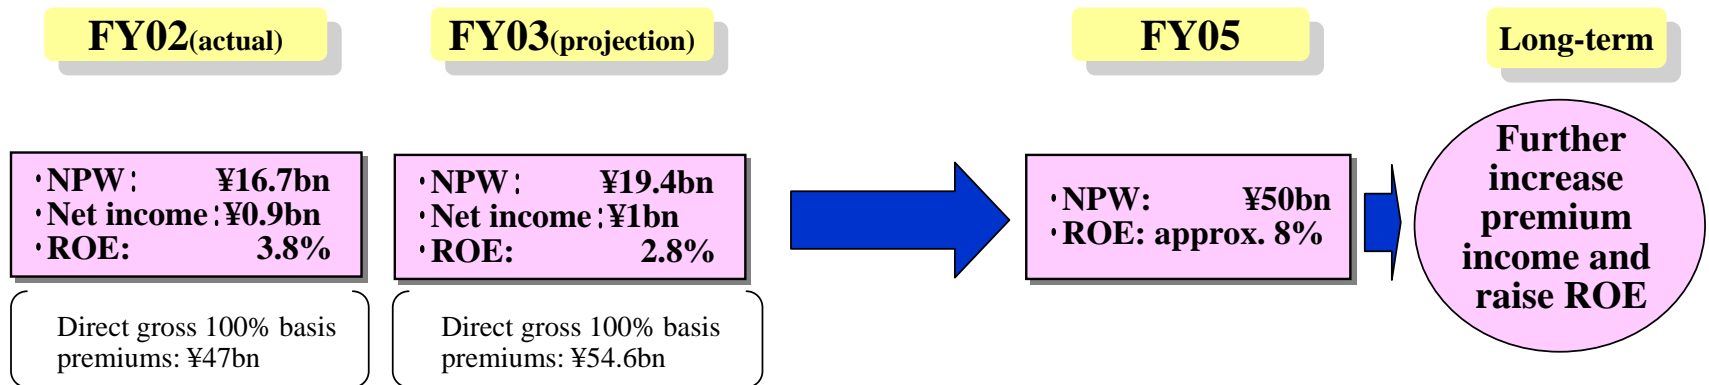 FY02(actual)
FY03(projection)
FY05
Long-term
・NPW: ¥16.7bn
・Net income:¥0.9bn
・ROE: 3.8%
Direct gross 100% basis
premiums: ¥47bn
・NPW: ¥19.4bn
・Net income:¥1bn
・ROE: 2.8%
Direct gross 100% basis
premiums: ¥54.6bn
・NPW: ¥50bn
・ROE: approx. 8%
Further
increase
premium
income and
raise ROE